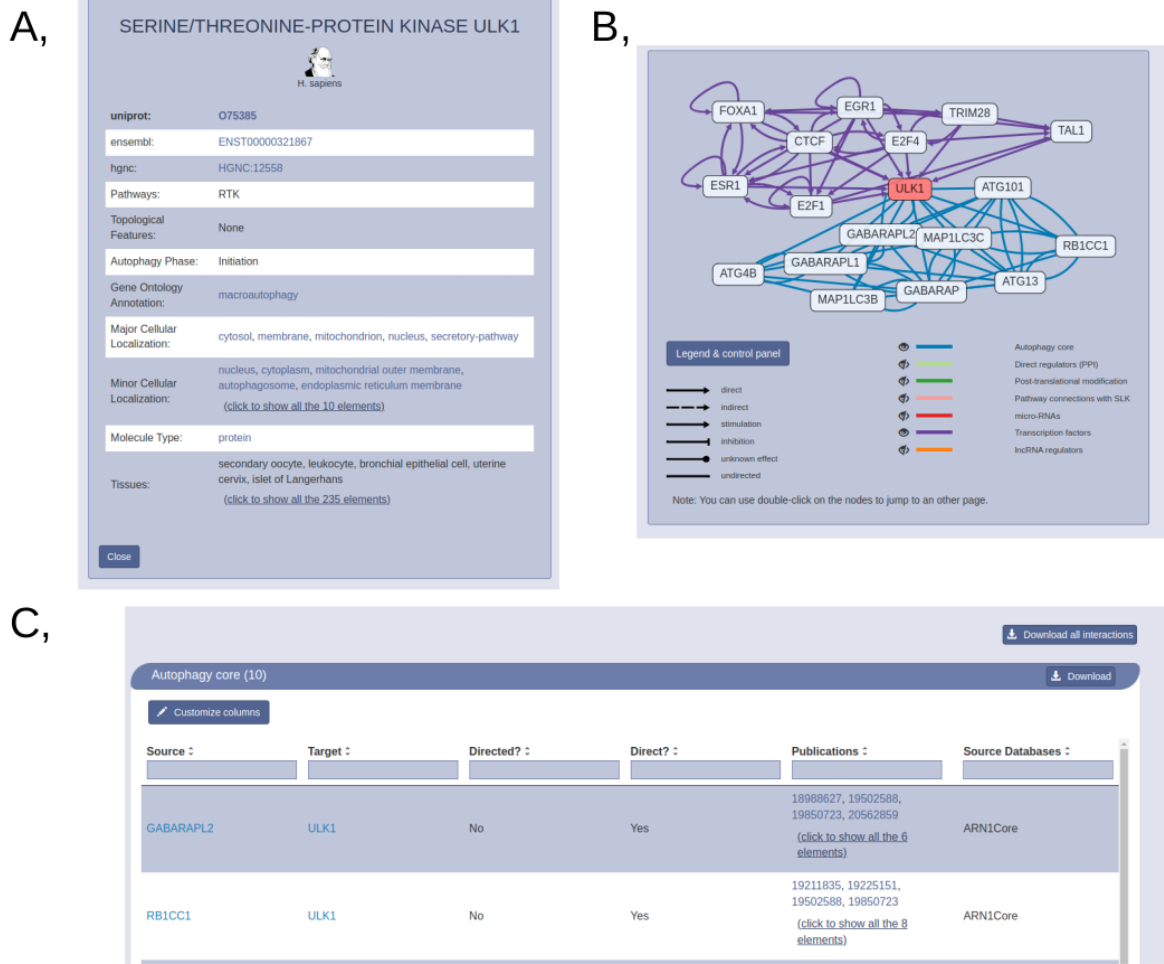 A,
SERINE/THREONINE-PROTEIN KINASE ULK1
H. sapiens
uniprot: O75385
ensembl: ENST00000321867
hgnc: HGNC:12558
Pathways: RTK
Topological
Features: None
Autophagy Phase: Initiation
Gene Ontology
Annotation: macroautophagy
Major Cellular
Localization: cytosol, membrane, mitochondrion, nucleus, secretory-pathway
Minor Cellular
Localization: nucleus, cytoplasm, mitochondrial outer membrane,
autophagosome, endoplasmic reticulum membrane
(click to show all the 10 elements)
Molecule Type: protein
Tissues: secondary oocyte, leukocyte, bronchial epithelial cell, uterine
cervix, islet of Langerhans
(click to show all the 235 elements)
Close
B,
FOXA1
EGR1
TRIM28
TAL1
CTCF
E2F4
ESR1
ULK1
ATG101
E2F1
GABARAPL2
MAP1LC3C
RB1CC1
GABARAPL1
ATG4B
ATG13
GABARAP
MAP1LC3B
Legend & control panel
direct
indirect
stimulation
inhibition
unknown effect
undirected
Autophagy core
Direct regulators (PPI)
Post-translational modification
Pathway connections with SLK
micro-RNAs
Transcription factors
lncRNA regulators
Note: You can use double-click on the nodes to jump to an other page.
C,
Download all interactions
Autophagy core (10) Download
Customize columns
Source Target Directed? Direct? Publications Source Databases
GABARAPL2 ULK1 No Yes 18988627, 19502588,
19850723, 20562859
(click to show all the 6
elements) ARN1Core
RB1CC1 ULK1 No Yes 19211835, 19225151,
19502588, 19850723
(click to show all the 8
elements) ARN1Core